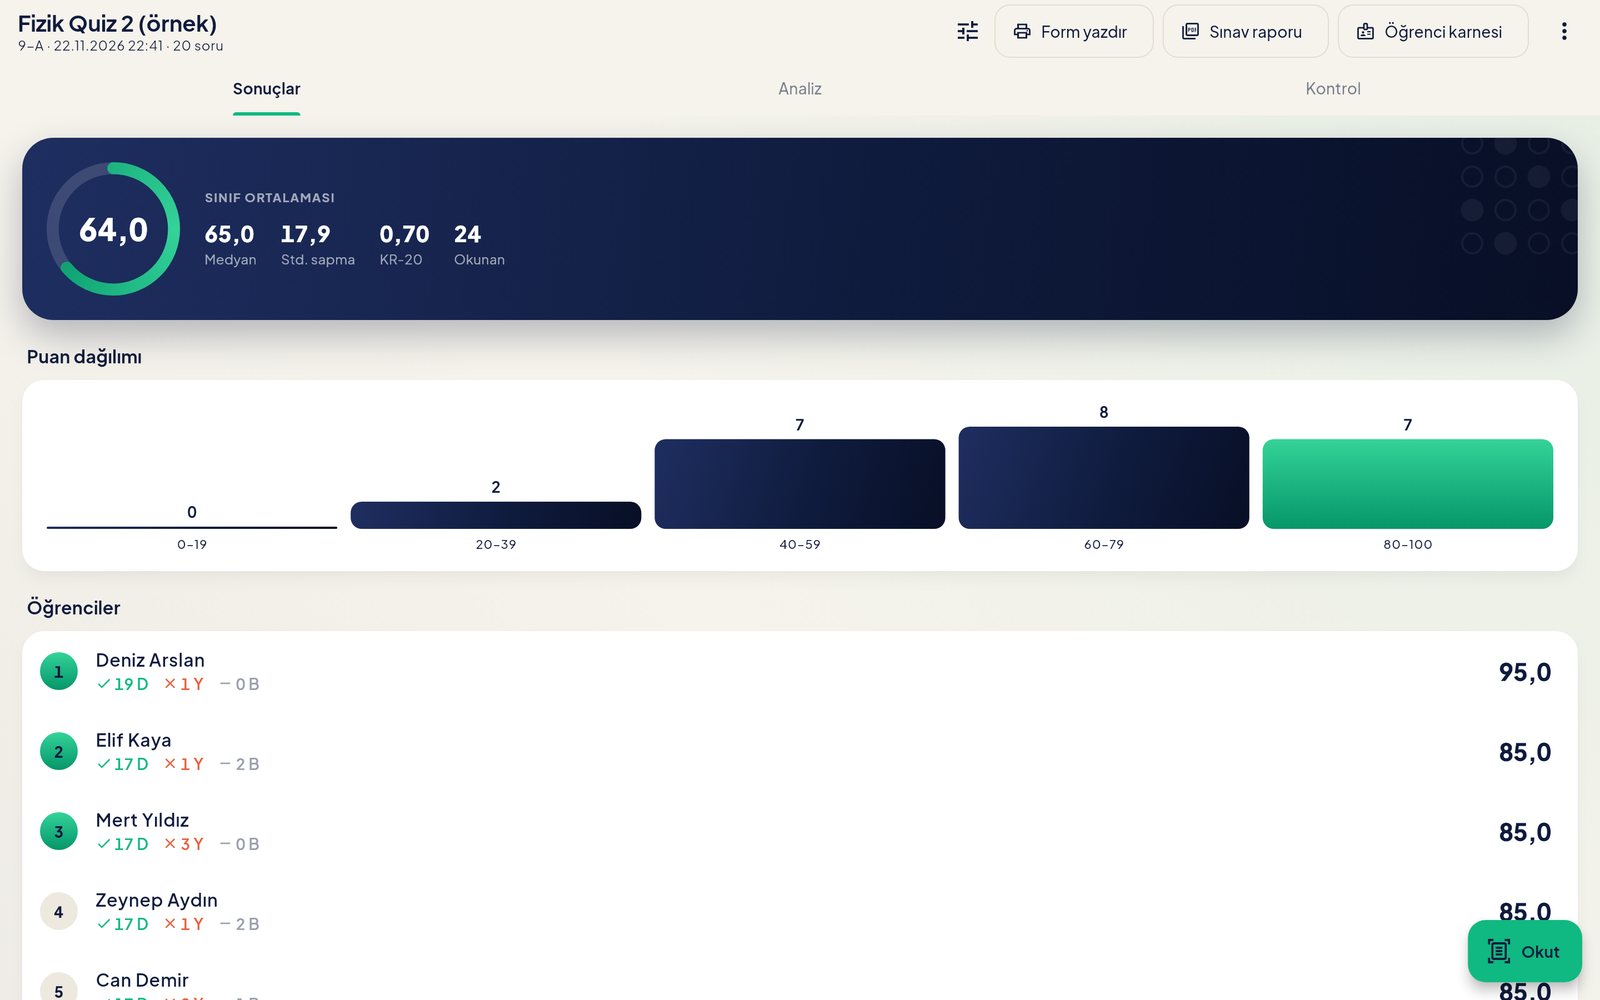 Fizik Quiz 2 (örnek)
9-A · 22.11.2026 22:41 · 20 soru
Form yazdır
Sınav raporu
Öğrenci karnesi
Sonuçlar
Analiz
Kontrol
64,0
SINIF ORTALAMASI
65,0 17,9 0,70 24
Medyan Std. sapma KR-20 Okunan
Puan dağılımı
0 2 7 8 7
0-19 20-39 40-59 60-79 80-100
Öğrenciler
1 Deniz Arslan 95,0
19 D 1 Y 0 B
2 Elif Kaya 85,0
17 D 1 Y 2 B
3 Mert Yıldız 85,0
17 D 3 Y 0 B
4 Zeynep Aydın 85,0
17 D 1 Y 2 B
Okut
5 Can Demir 85,0